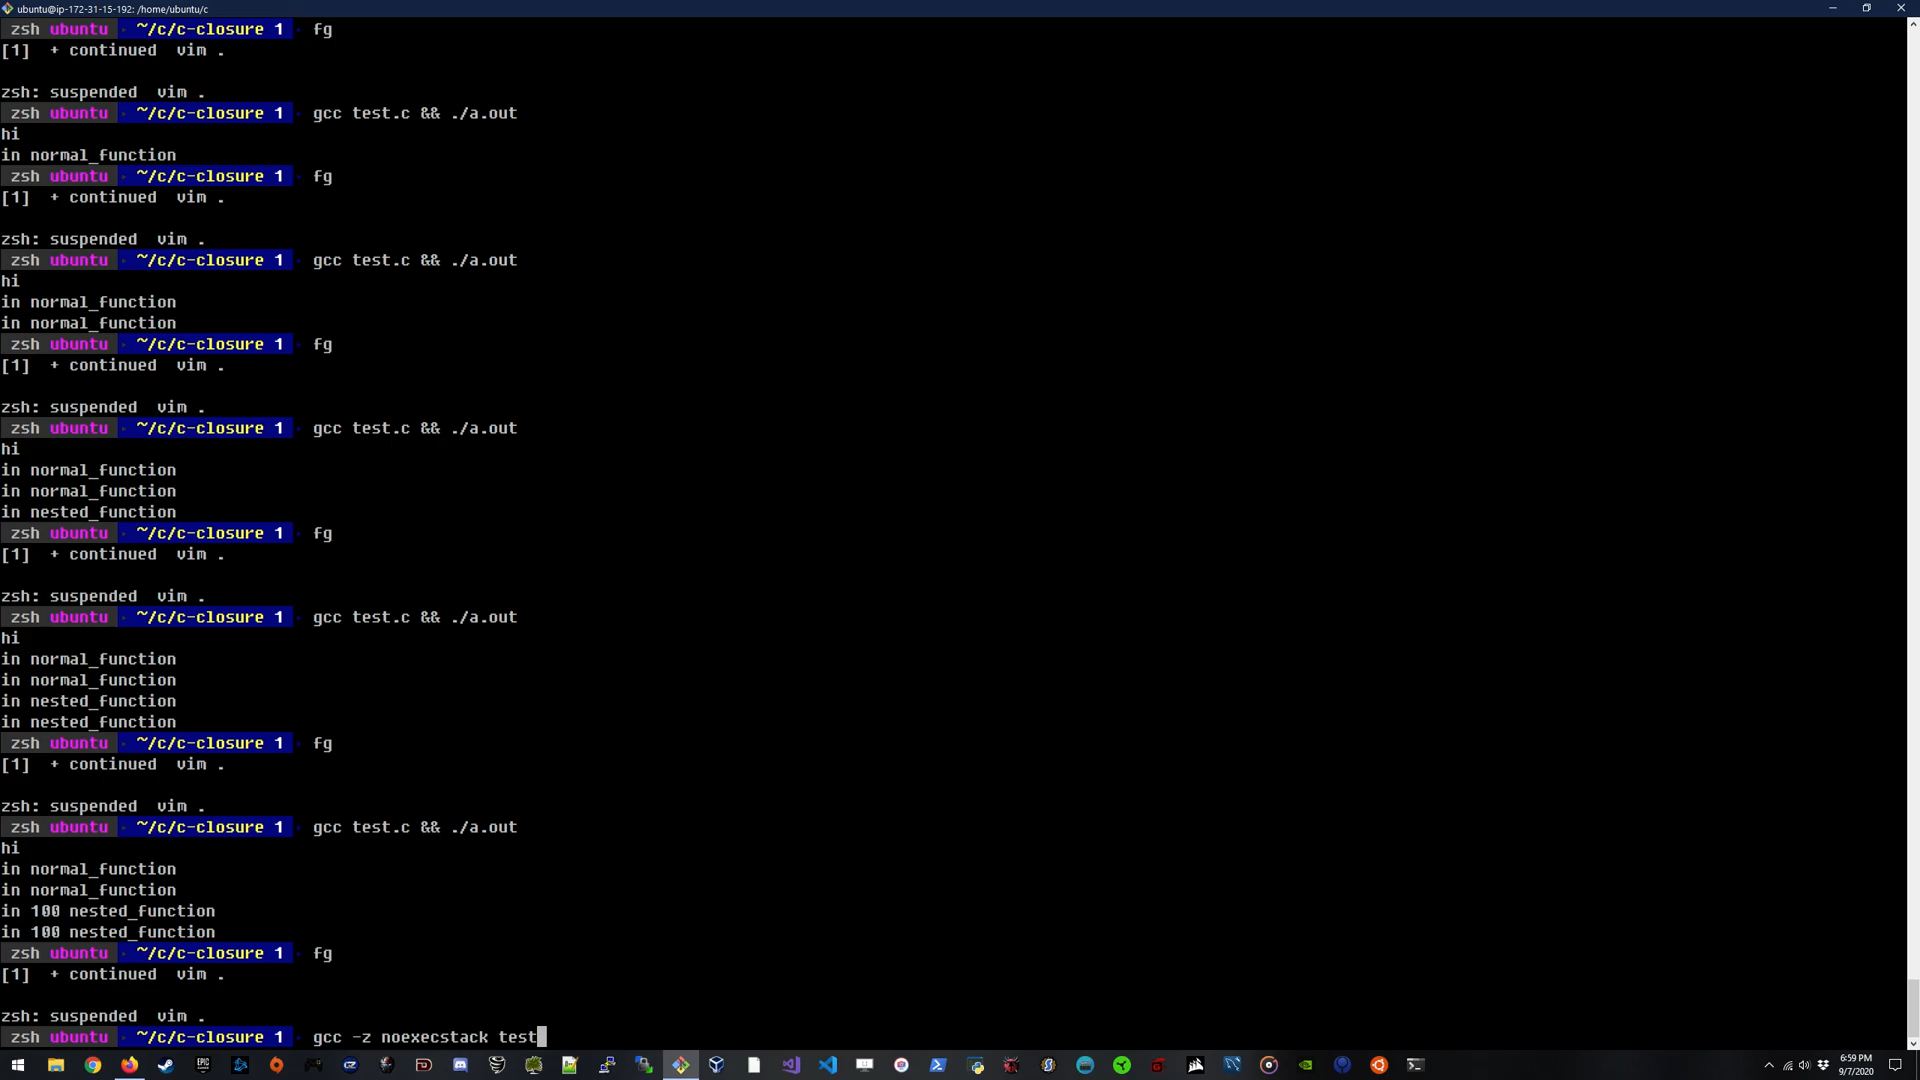 ubuntu@ip-172-31-15-192: /home/ubuntu/c
zsh ubuntu ~/c/c-closure 1 fg
[1]  + continued  vim .
zsh: suspended  vim .
zsh ubuntu ~/c/c-closure 1 gcc test.c && ./a.out
hi
in normal_function
zsh ubuntu ~/c/c-closure 1 fg
[1]  + continued  vim .
zsh: suspended  vim .
zsh ubuntu ~/c/c-closure 1 gcc test.c && ./a.out
hi
in normal_function
in normal_function
zsh ubuntu ~/c/c-closure 1 fg
[1]  + continued  vim .
zsh: suspended  vim .
zsh ubuntu ~/c/c-closure 1 gcc test.c && ./a.out
hi
in normal_function
in normal_function
in nested_function
zsh ubuntu ~/c/c-closure 1 fg
[1]  + continued  vim .
zsh: suspended  vim .
zsh ubuntu ~/c/c-closure 1 gcc test.c && ./a.out
hi
in normal_function
in normal_function
in nested_function
in nested_function
zsh ubuntu ~/c/c-closure 1 fg
[1]  + continued  vim .
zsh: suspended  vim .
zsh ubuntu ~/c/c-closure 1 gcc test.c && ./a.out
hi
in normal_function
in normal_function
in 100 nested_function
in 100 nested_function
zsh ubuntu ~/c/c-closure 1 fg
[1]  + continued  vim .
zsh: suspended  vim .
zsh ubuntu ~/c/c-closure 1 gcc -z noexecstack test
6:59 PM
9/7/2020